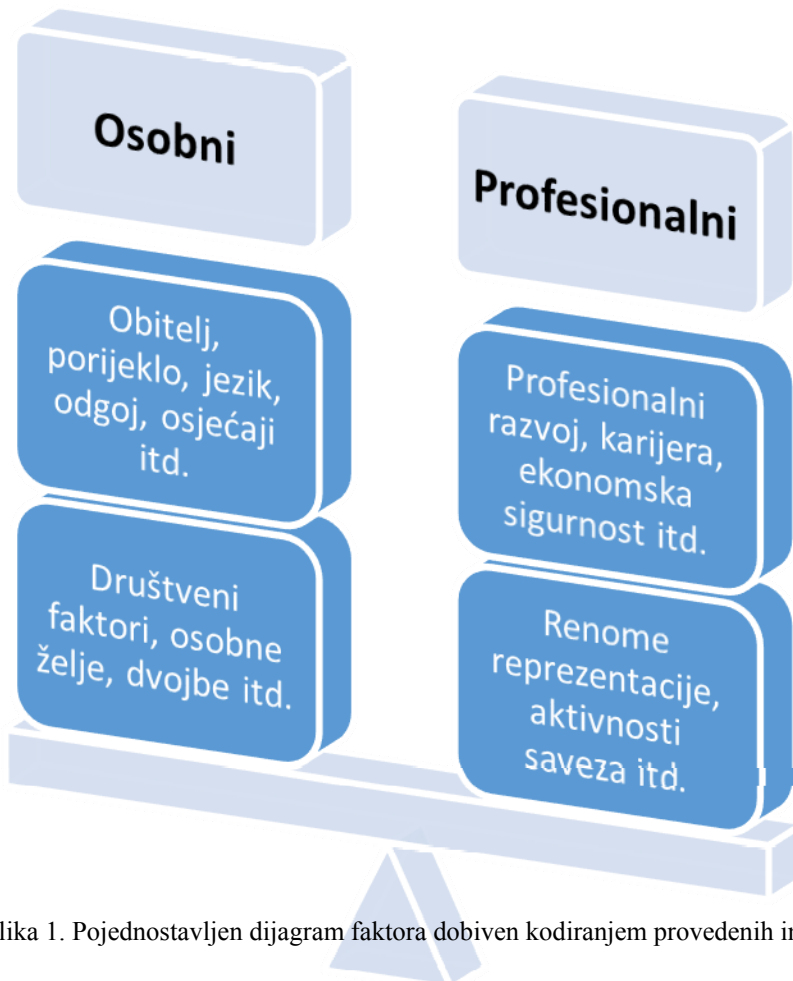 Osobni
Obitelj,
porijeklo, jezik,
odgoj, osjećaji
itd.
Društveni
faktori, osobne
želje, dvojbe itd.
Profesionalni
Profesionalni
razvoj, karijera,
ekonomska
sigurnost itd.
Renome
reprezentacije,
aktivnosti
saveza itd.
lika 1. Pojednostavljen dijagram faktora dobiven kodiranjem provedenih